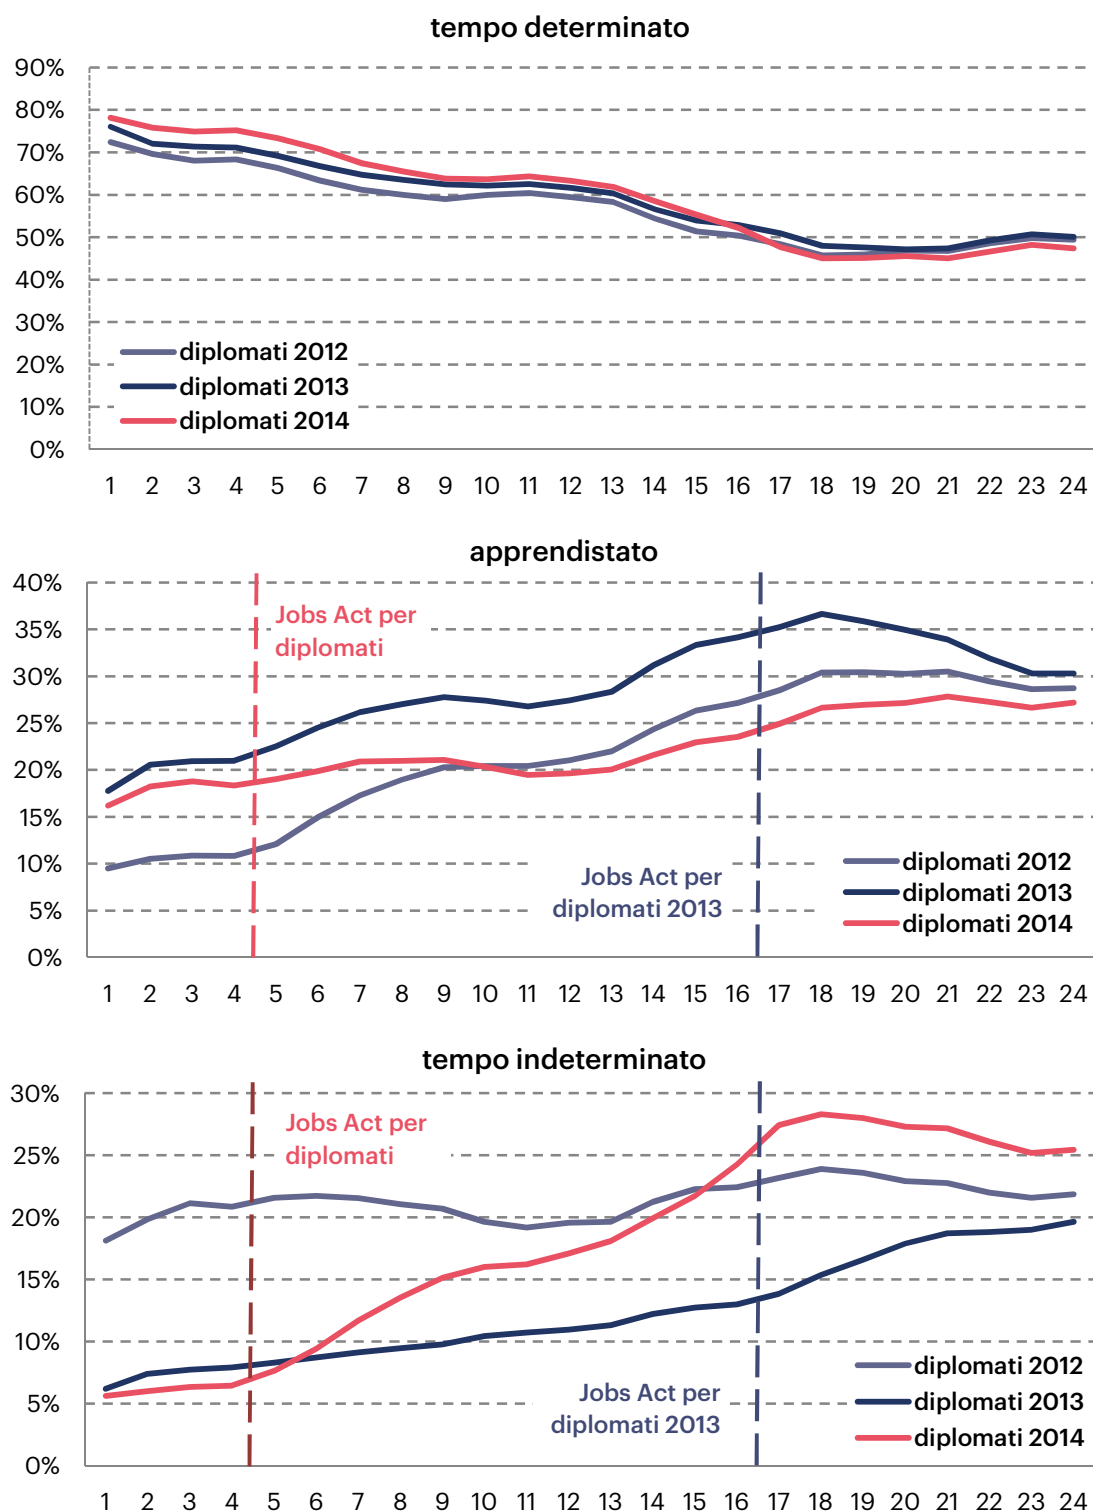 tempo determinato
90%
80%
70%
60%
50%
40%
30%
20%
10%
0%
diplomati 2012
diplomati 2013
diplomati 2014
1 2 3 4 5 6 7 8 9 10 11 12 13 14 15 16 17 18 19 20 21 22 23 24
apprendistato
40%
35%
30%
25%
20%
15%
10%
5%
0%
Jobs Act per
diplomati
Jobs Act per
diplomati 2013
diplomati 2012
diplomati 2013
diplomati 2014
1 2 3 4 5 6 7 8 9 10 11 12 13 14 15 16 17 18 19 20 21 22 23 24
tempo indeterminato
30%
25%
20%
15%
10%
5%
0%
Jobs Act per
diplomati
Jobs Act per
diplomati 2013
diplomati 2012
diplomati 2013
diplomati 2014
1 2 3 4 5 6 7 8 9 10 11 12 13 14 15 16 17 18 19 20 21 22 23 24